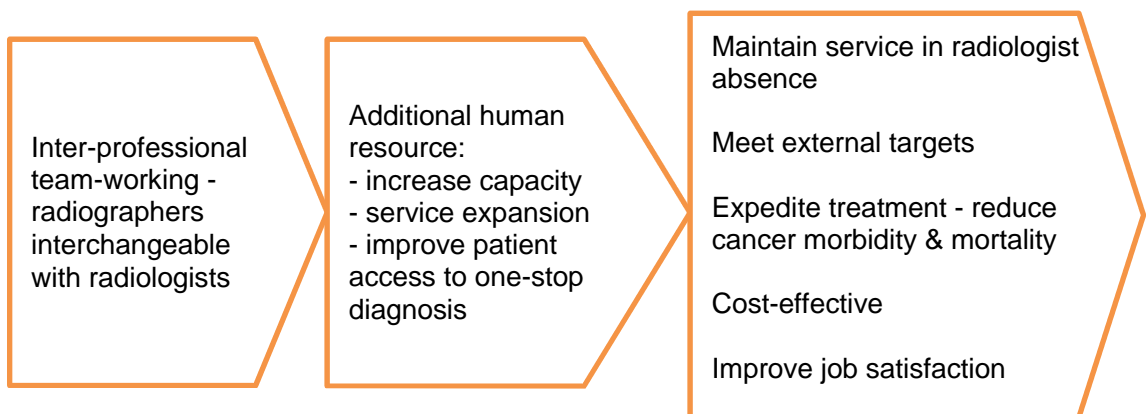 Inter-professional
team-working -
radiographers
interchangeable
with radiologists
Additional human
resource:
- increase capacity
- service expansion
- improve patient
access to one-stop
diagnosis
Maintain service in radiologist
absence
Meet external targets
Expedite treatment - reduce
cancer morbidity & mortality
Cost-effective
Improve job satisfaction